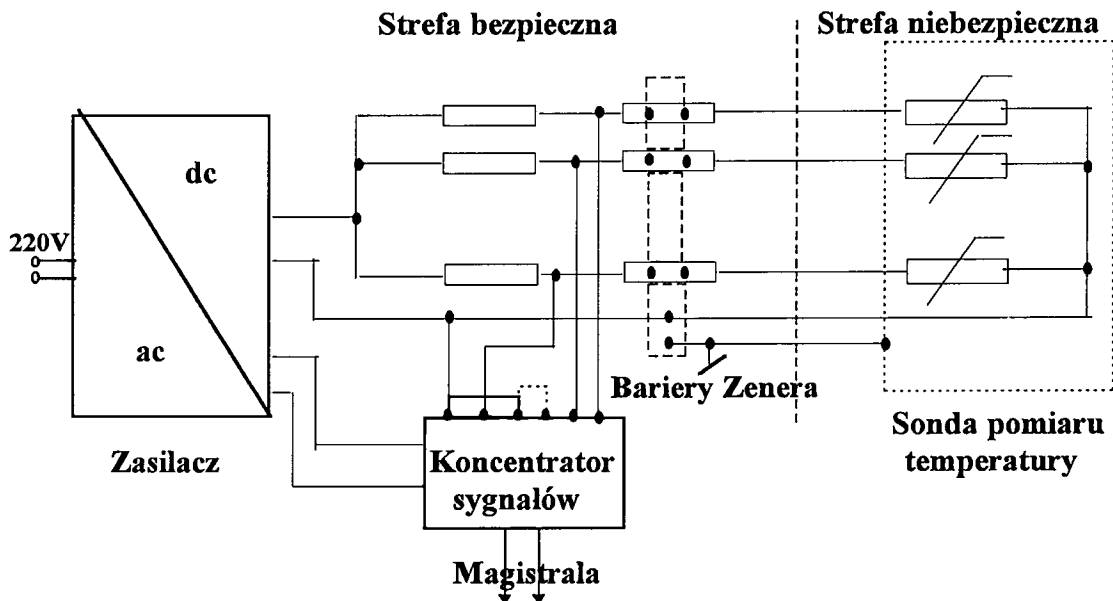 Strefa bezpieczna
Strefa niebezpieczna
dc
220V
ac
Bariery Zenera
Zasilacz
Koncentrator
sygnałów
Sonda pomiaru
temperatury
Magistrala